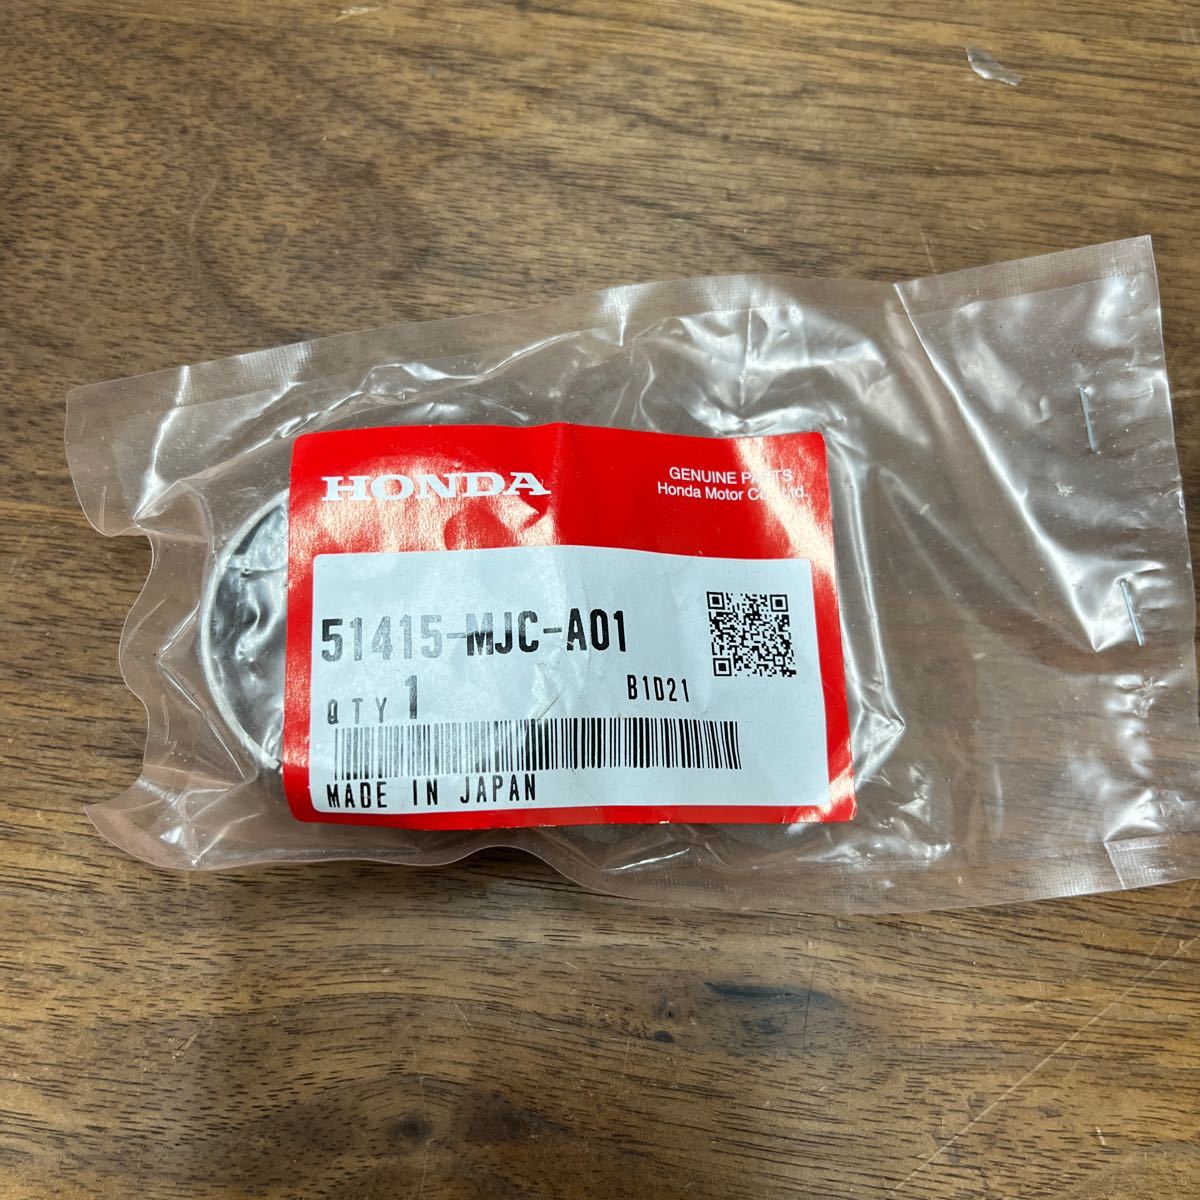 HONDA
GENUINE PARTS
Honda Motor Co., Ltd.
51415-MJC-A01
QTY 1
B1D21
MADE IN JAPAN